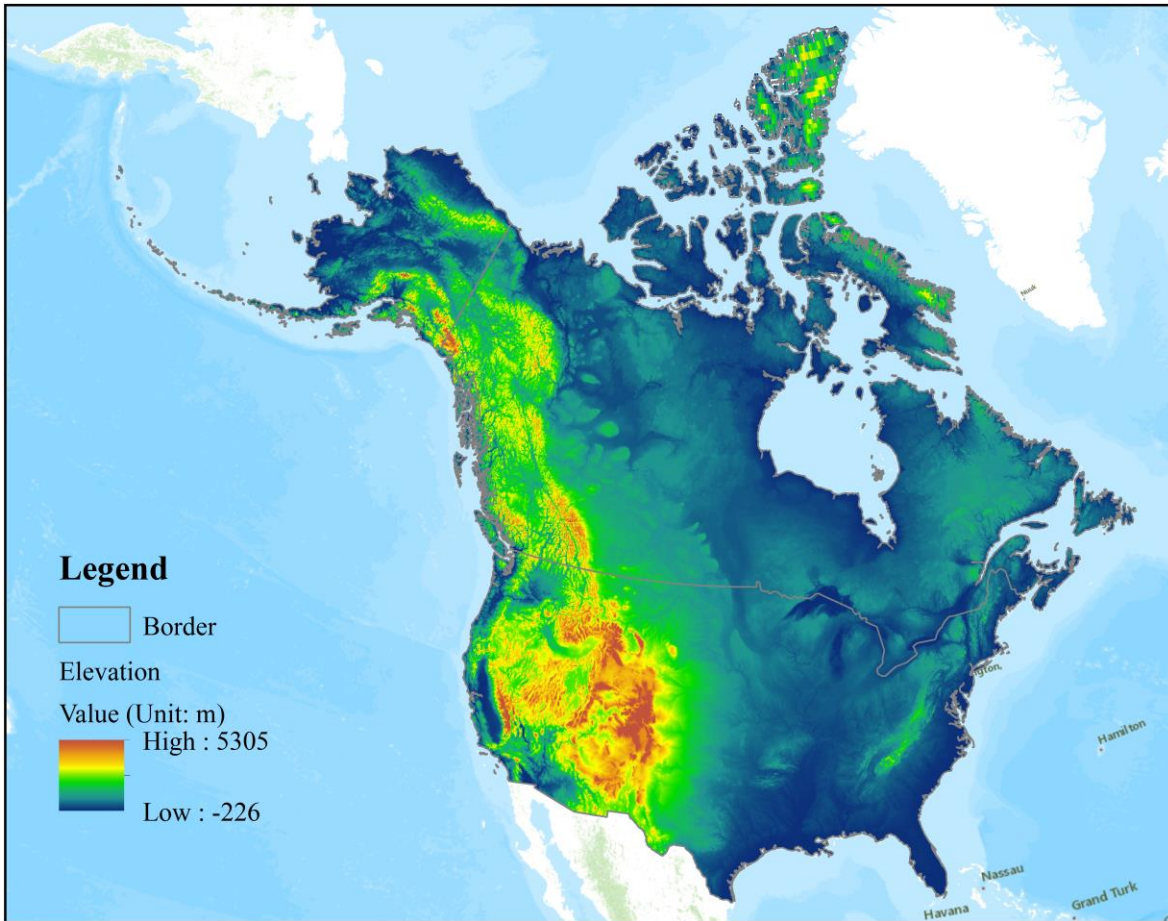 Nuuk
Legend
Border
Elevation
Value (Unit: m)
High : 5305
Low : -226
Hamilton
Nassau
Havana
Grand Turk